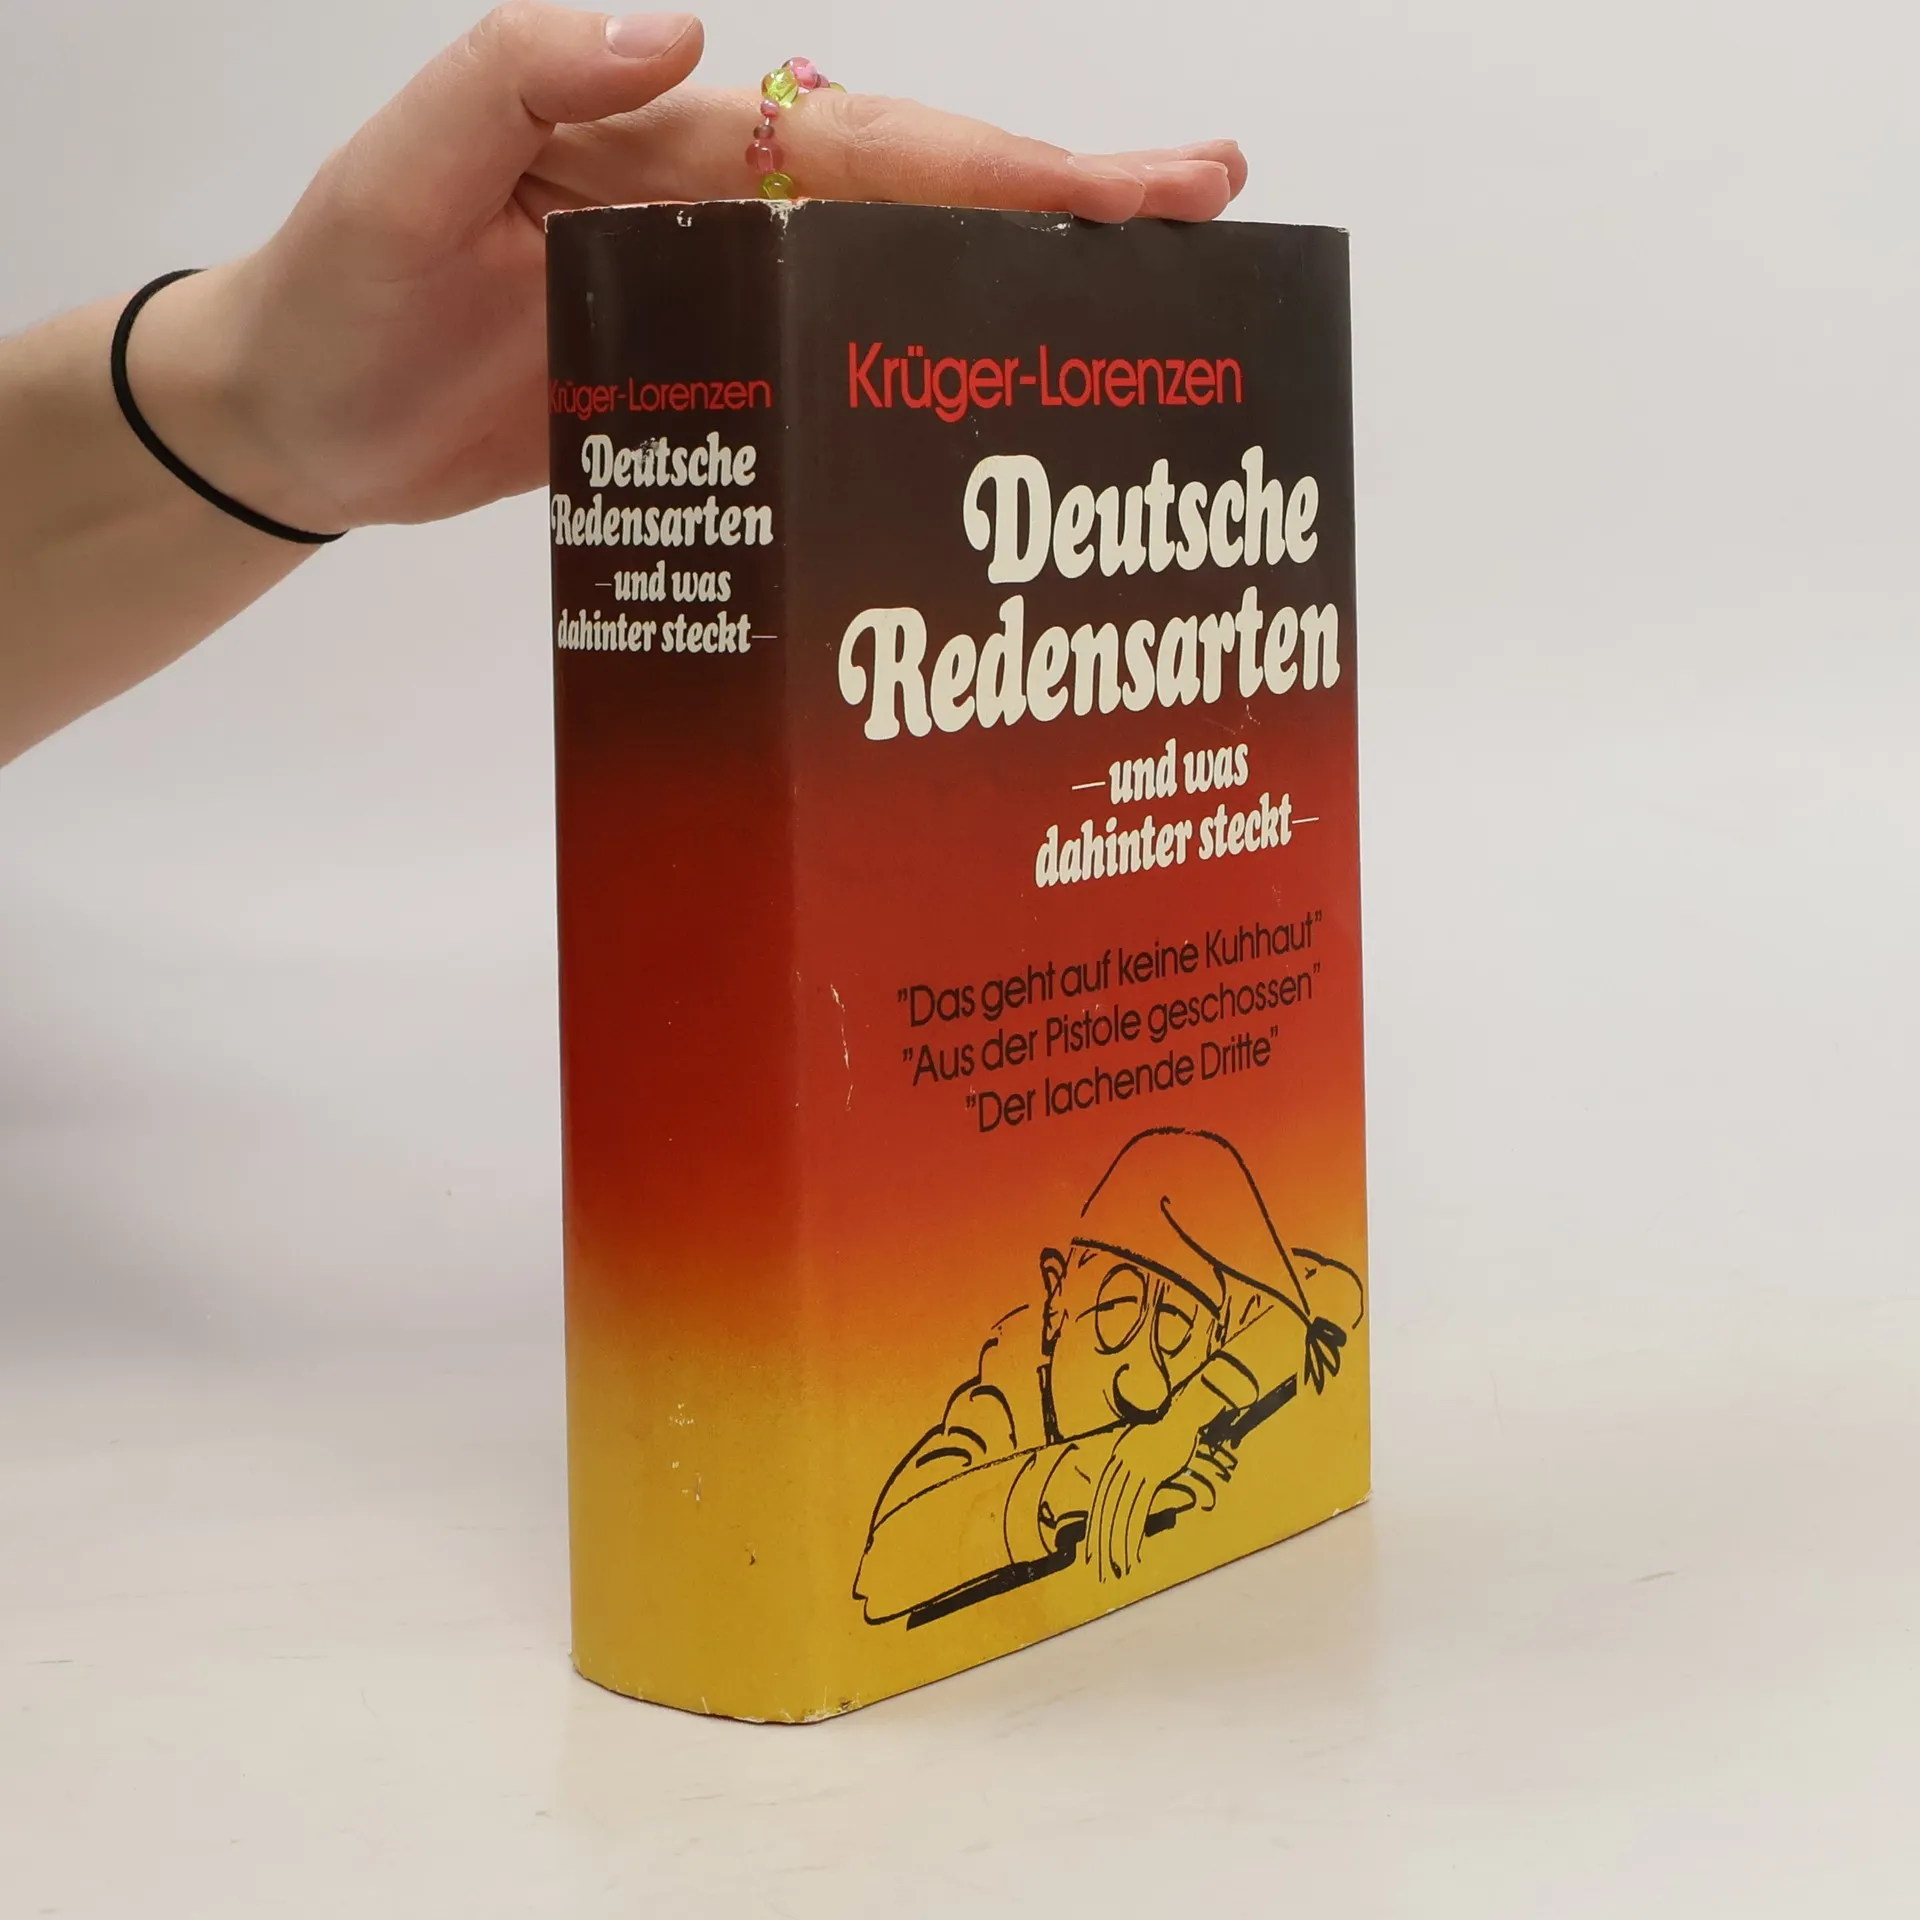 Krüger-Lorenzen
Deutsche
Redensarten
—und was
dahinter steckt—
Krüger-Lorenzen
Deutsche
Redensarten
—und was
dahinter steckt—
”Das geht auf keine Kuhhaut”
”Aus der Pistole geschossen”
”Der lachende Dritte”